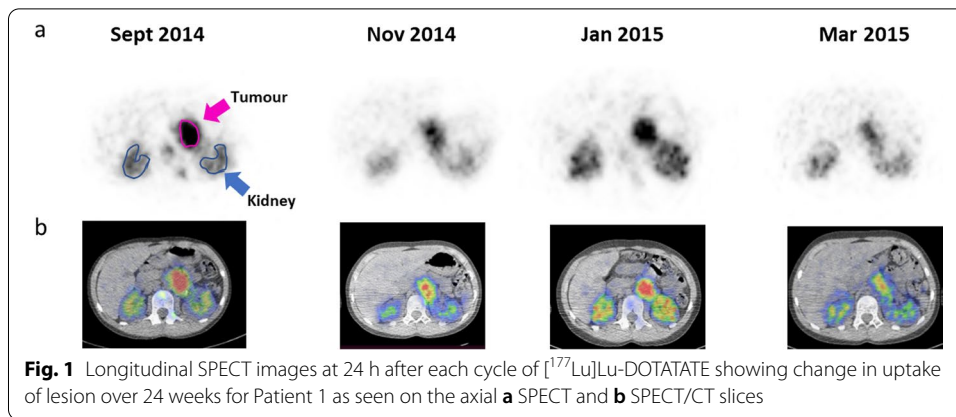 a
Sept 2014 Nov 2014 Jan 2015 Mar 2015
Tumour
Kidney
b
Fig. 1 Longitudinal SPECT images at 24 h after each cycle of [¹⁷⁷Lu]Lu-DOTATATE showing change in uptake
of lesion over 24 weeks for Patient 1 as seen on the axial a SPECT and b SPECT/CT slices